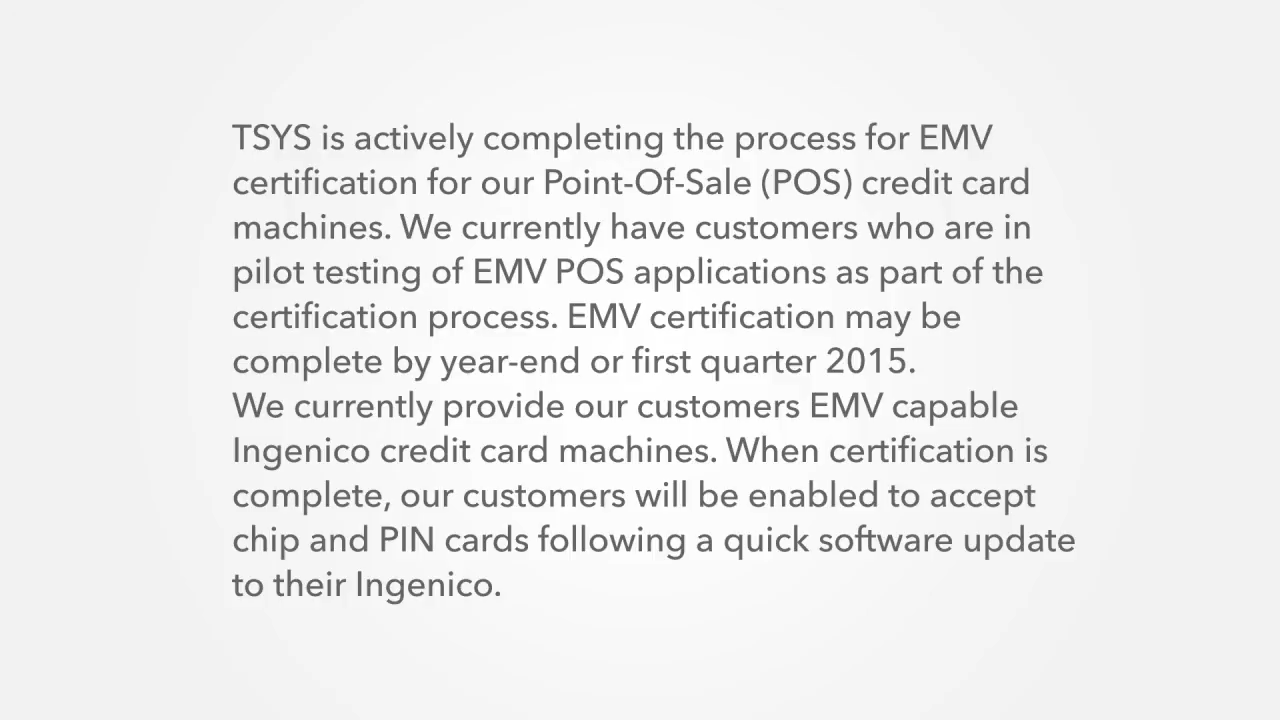 TSYS is actively completing the process for EMV
certification for our Point-Of-Sale (POS) credit card
machines. We currently have customers who are in
pilot testing of EMV POS applications as part of the
certification process. EMV certification may be
complete by year-end or first quarter 2015.
We currently provide our customers EMV capable
Ingenico credit card machines. When certification is
complete, our customers will be enabled to accept
chip and PIN cards following a quick software update
to their Ingenico.